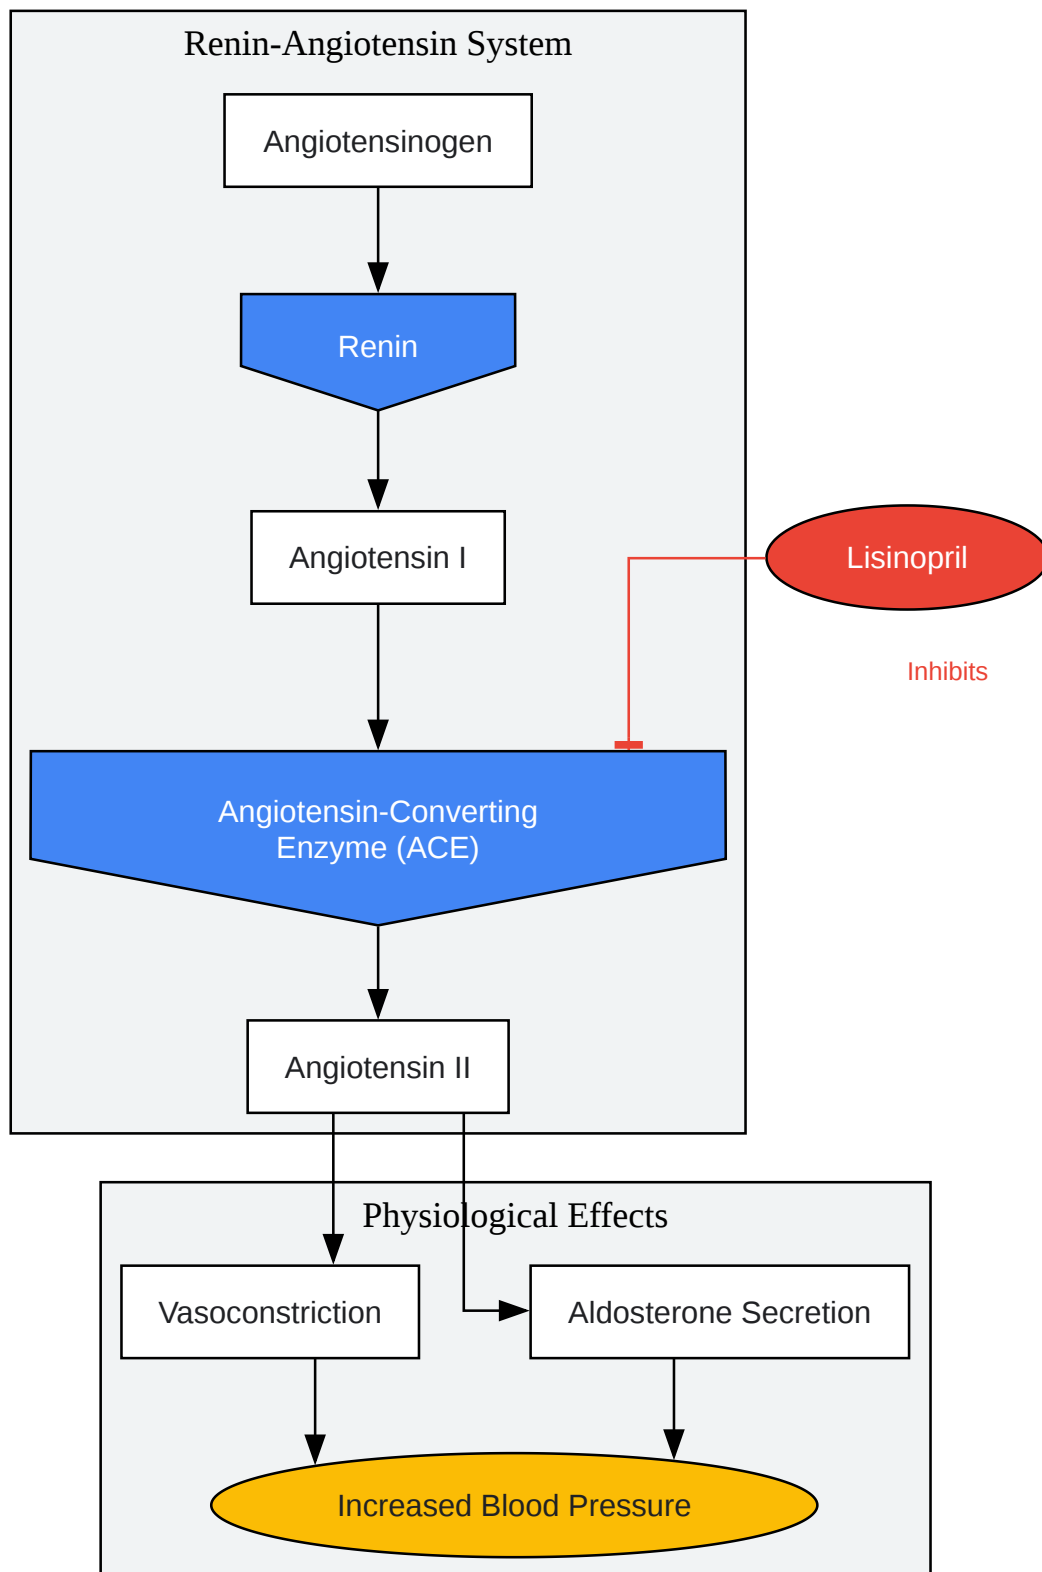 Renin-Angiotensin System
Angiotensinogen
Renin
Angiotensin I
Lisinopril
Inhibits
Angiotensin-Converting
Enzyme (ACE)
Angiotensin II
Physiological Effects
Vasoconstriction
Aldosterone Secretion
Increased Blood Pressure